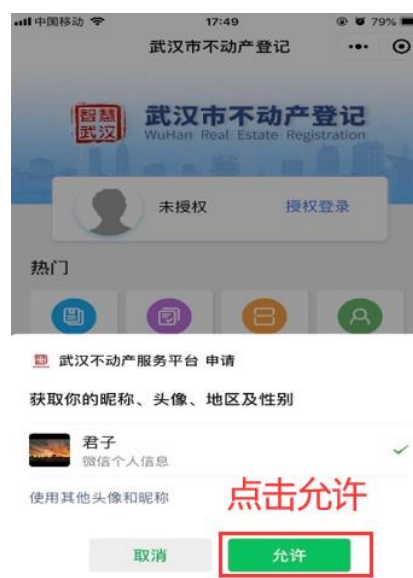 中国移动 17:49 79%
武汉市不动产登记
智慧武汉
武汉市不动产登记
WuHan Real Estate Registration
未授权 授权登录
热门
武汉不动产服务平台 申请
获取你的昵称、头像、地区及性别
君子
微信个人信息
使用其他头像和昵称
点击允许
取消 允许